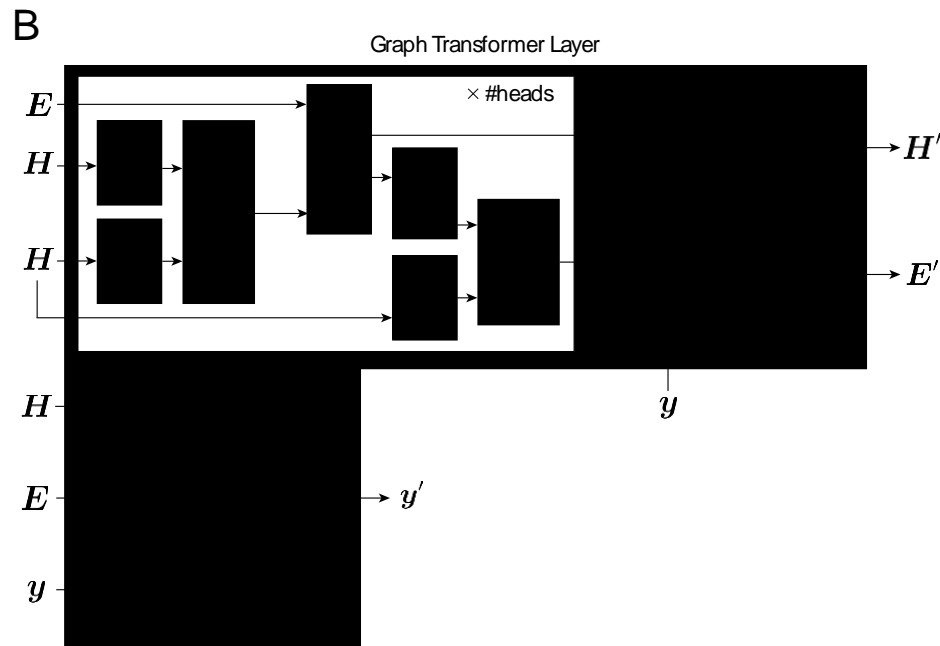 B
Graph Transformer Layer
E
× #heads
H
H′
H
E′
H
y
E
y′
y